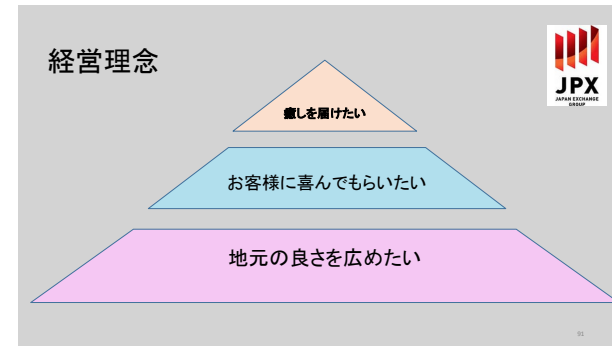 経営理念
JPX
JAPAN EXCHANGE
GROUP
癒しを届けたい
お客様に喜んでもらいたい
地元の良さを広めたい